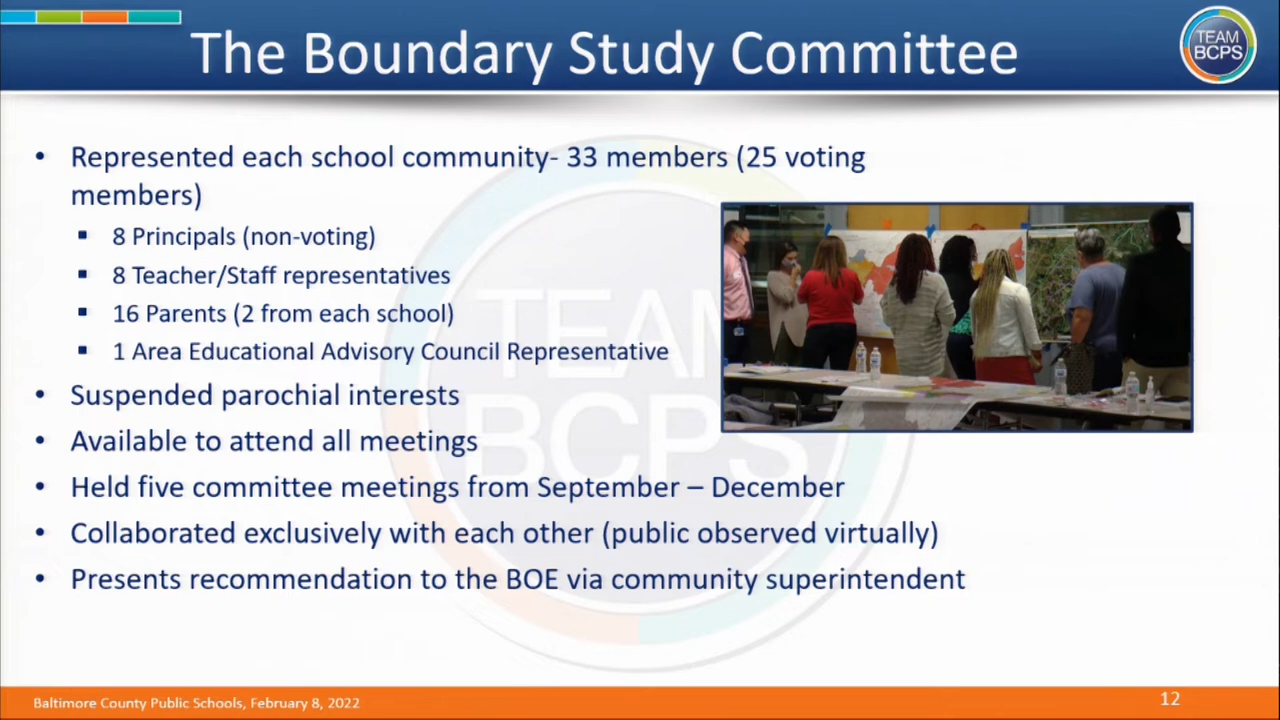 The Boundary Study Committee
TEAM
BCPS
• Represented each school community- 33 members (25 voting
members)
▪ 8 Principals (non-voting)
▪ 8 Teacher/Staff representatives
▪ 16 Parents (2 from each school)
▪ 1 Area Educational Advisory Council Representative
• Suspended parochial interests
• Available to attend all meetings
• Held five committee meetings from September – December
• Collaborated exclusively with each other (public observed virtually)
• Presents recommendation to the BOE via community superintendent
TEAM
BCPS
Baltimore County Public Schools, February 8, 2022
12